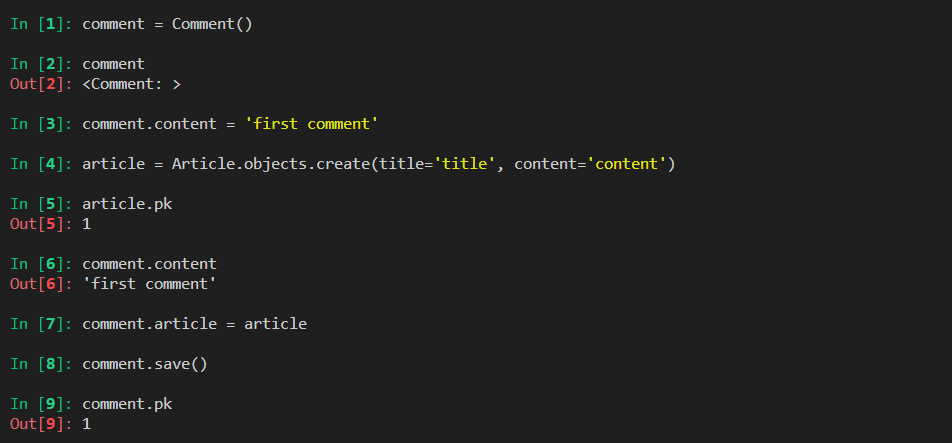 In [1]: comment = Comment()
In [2]: comment
Out[2]: <Comment: >
In [3]: comment.content = 'first comment'
In [4]: article = Article.objects.create(title='title', content='content')
In [5]: article.pk
Out[5]: 1
In [6]: comment.content
Out[6]: 'first comment'
In [7]: comment.article = article
In [8]: comment.save()
In [9]: comment.pk
Out[9]: 1